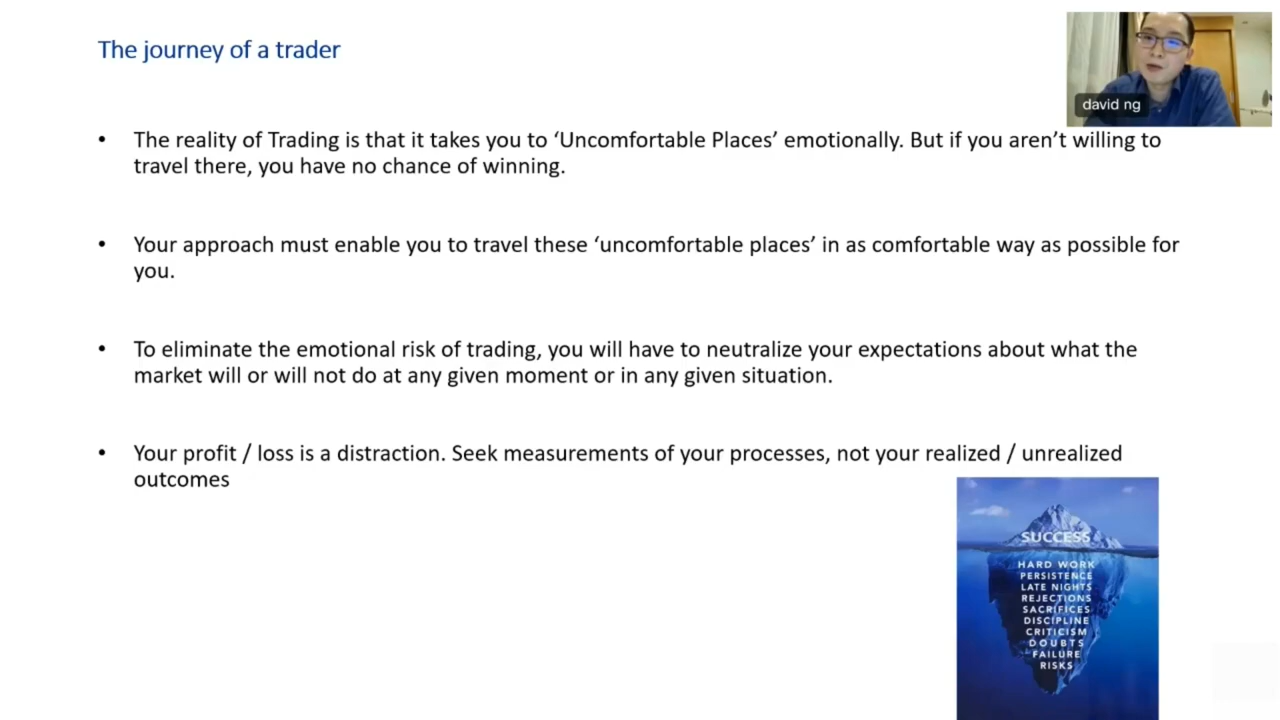 The journey of a trader
david ng
• The reality of Trading is that it takes you to ‘Uncomfortable Places’ emotionally. But if you aren’t willing to
travel there, you have no chance of winning.
• Your approach must enable you to travel these ‘uncomfortable places’ in as comfortable way as possible for
you.
• To eliminate the emotional risk of trading, you will have to neutralize your expectations about what the
market will or will not do at any given moment or in any given situation.
• Your profit / loss is a distraction. Seek measurements of your processes, not your realized / unrealized
outcomes
SUCCESS
HARD WORK
PERSISTENCE
LATE NIGHTS
REJECTIONS
SACRIFICES
DISCIPLINE
CRITICISM
DOUBTS
FAILURE
RISKS